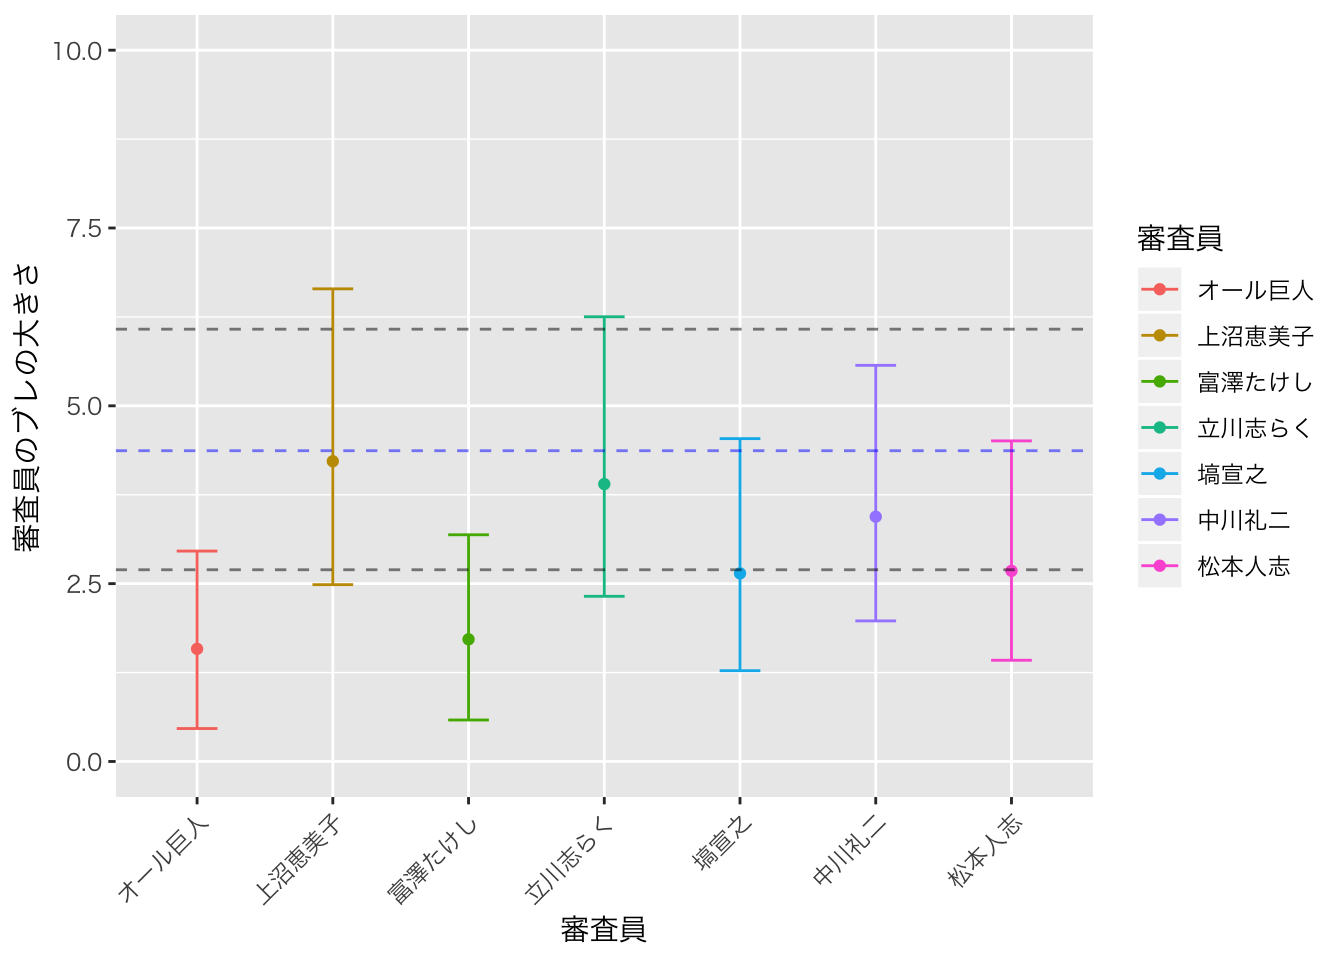 審査員のブレの大きさ
10.0
7.5
5.0
2.5
0.0
オール巨人
上沼恵美子
富澤たけし
立川志らく
塙宣之
中川礼二
松本人志
審査員
審査員
オール巨人
上沼恵美子
富澤たけし
立川志らく
塙宣之
中川礼二
松本人志